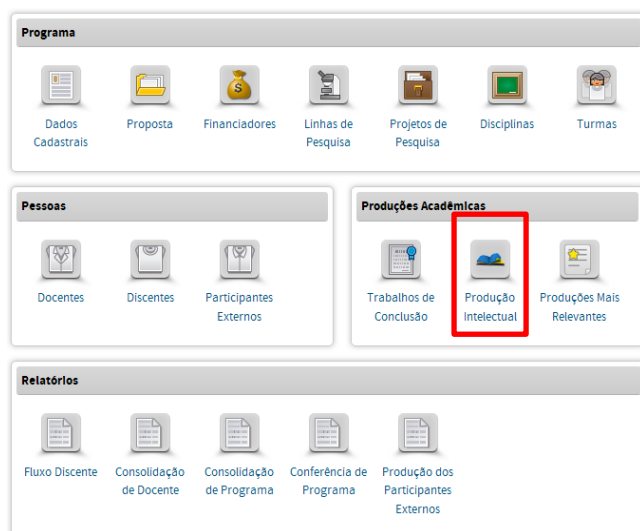 Programa
Dados Cadastrais
Proposta
Financiadores
Linhas de Pesquisa
Projetos de Pesquisa
Disciplinas
Turmas
Pessoas
Docentes
Discentes
Participantes Externos
Produções Acadêmicas
Trabalhos de Conclusão
Produção Intelectual
Produções Mais Relevantes
Relatórios
Fluxo Discente
Consolidação de Docente
Consolidação de Programa
Conferência de Programa
Produção dos Participantes Externos